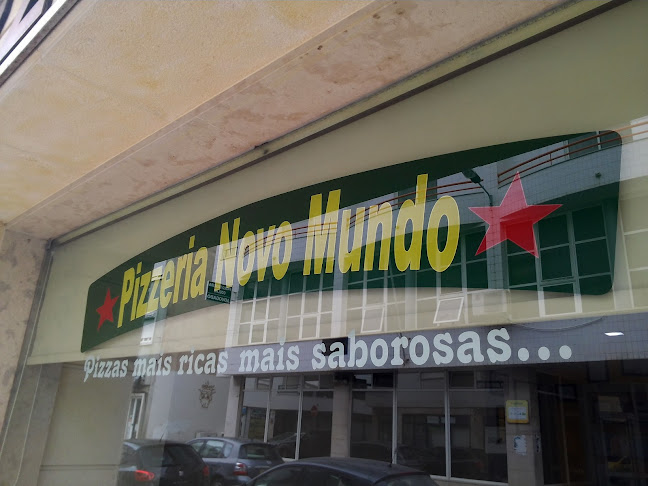 Pizzeria Novo Mundo
Pizzas mais ricas mais saborosas...